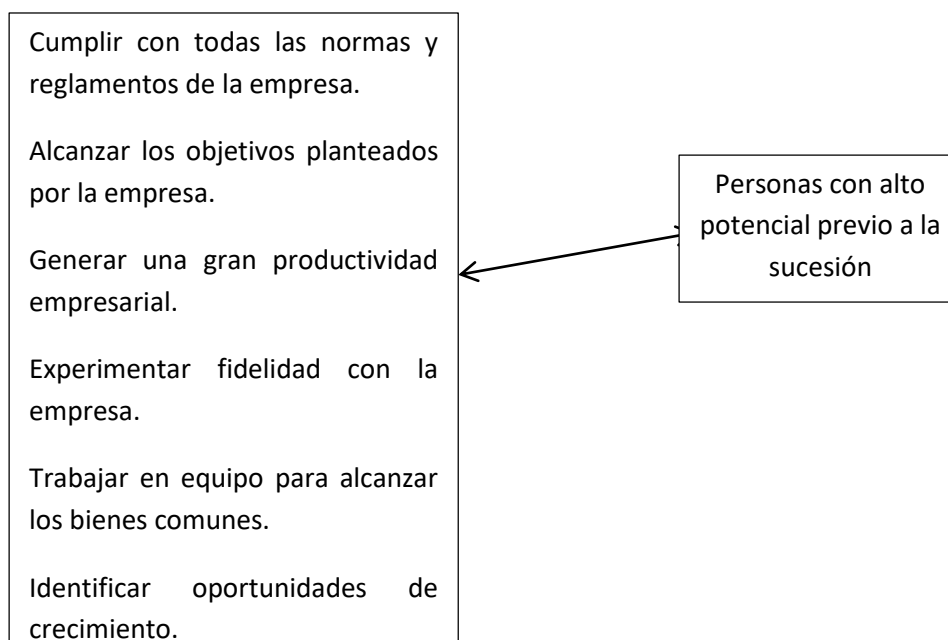 Cumplir con todas las normas y
reglamentos de la empresa.
Alcanzar los objetivos planteados
por la empresa.
Generar una gran productividad
empresarial.
Experimentar fidelidad con la
empresa.
Trabajar en equipo para alcanzar
los bienes comunes.
Identificar oportunidades de
crecimiento.
Personas con alto
potencial previo a la
sucesión